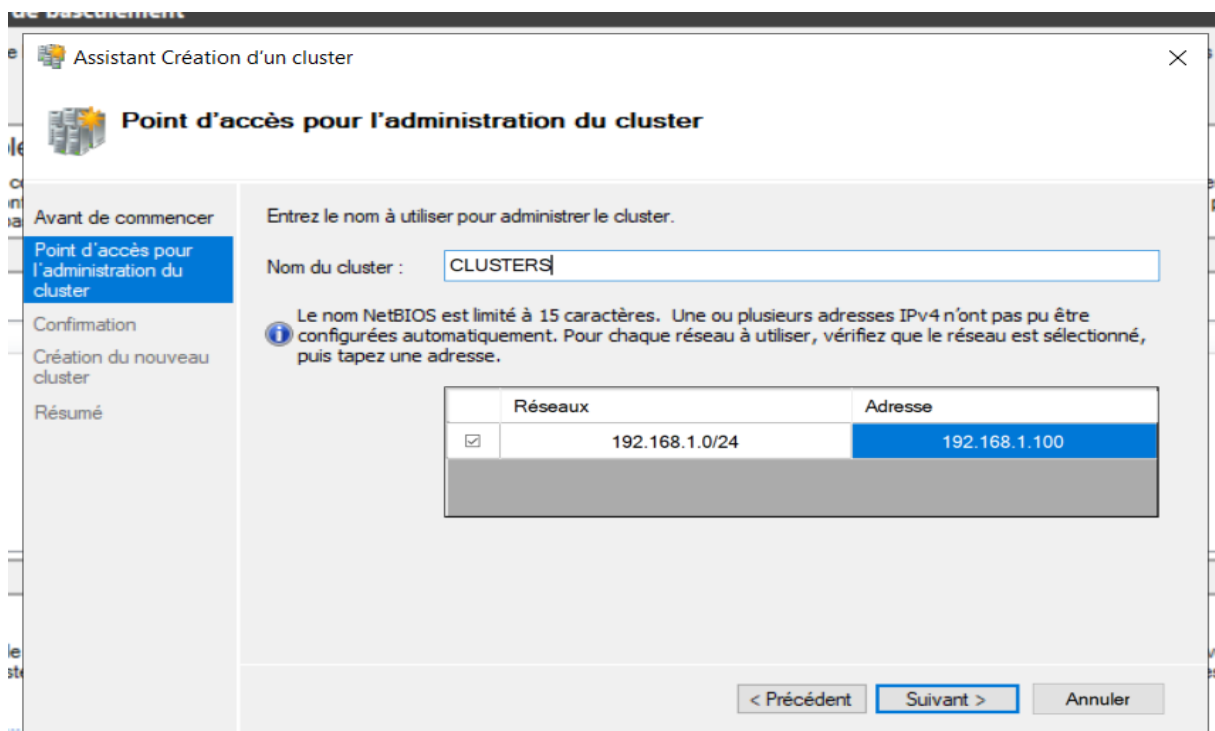 de basculement
Assistant Création d'un cluster
Point d'accès pour l'administration du cluster
Avant de commencer
Point d'accès pour
l'administration du
cluster
Confirmation
Création du nouveau
cluster
Résumé
Entrez le nom à utiliser pour administrer le cluster.
Nom du cluster : CLUSTERS
Le nom NetBIOS est limité à 15 caractères. Une ou plusieurs adresses IPv4 n'ont pas pu être
configurées automatiquement. Pour chaque réseau à utiliser, vérifiez que le réseau est sélectionné,
puis tapez une adresse.
Réseaux Adresse
192.168.1.0/24 192.168.1.100
< Précédent Suivant > Annuler